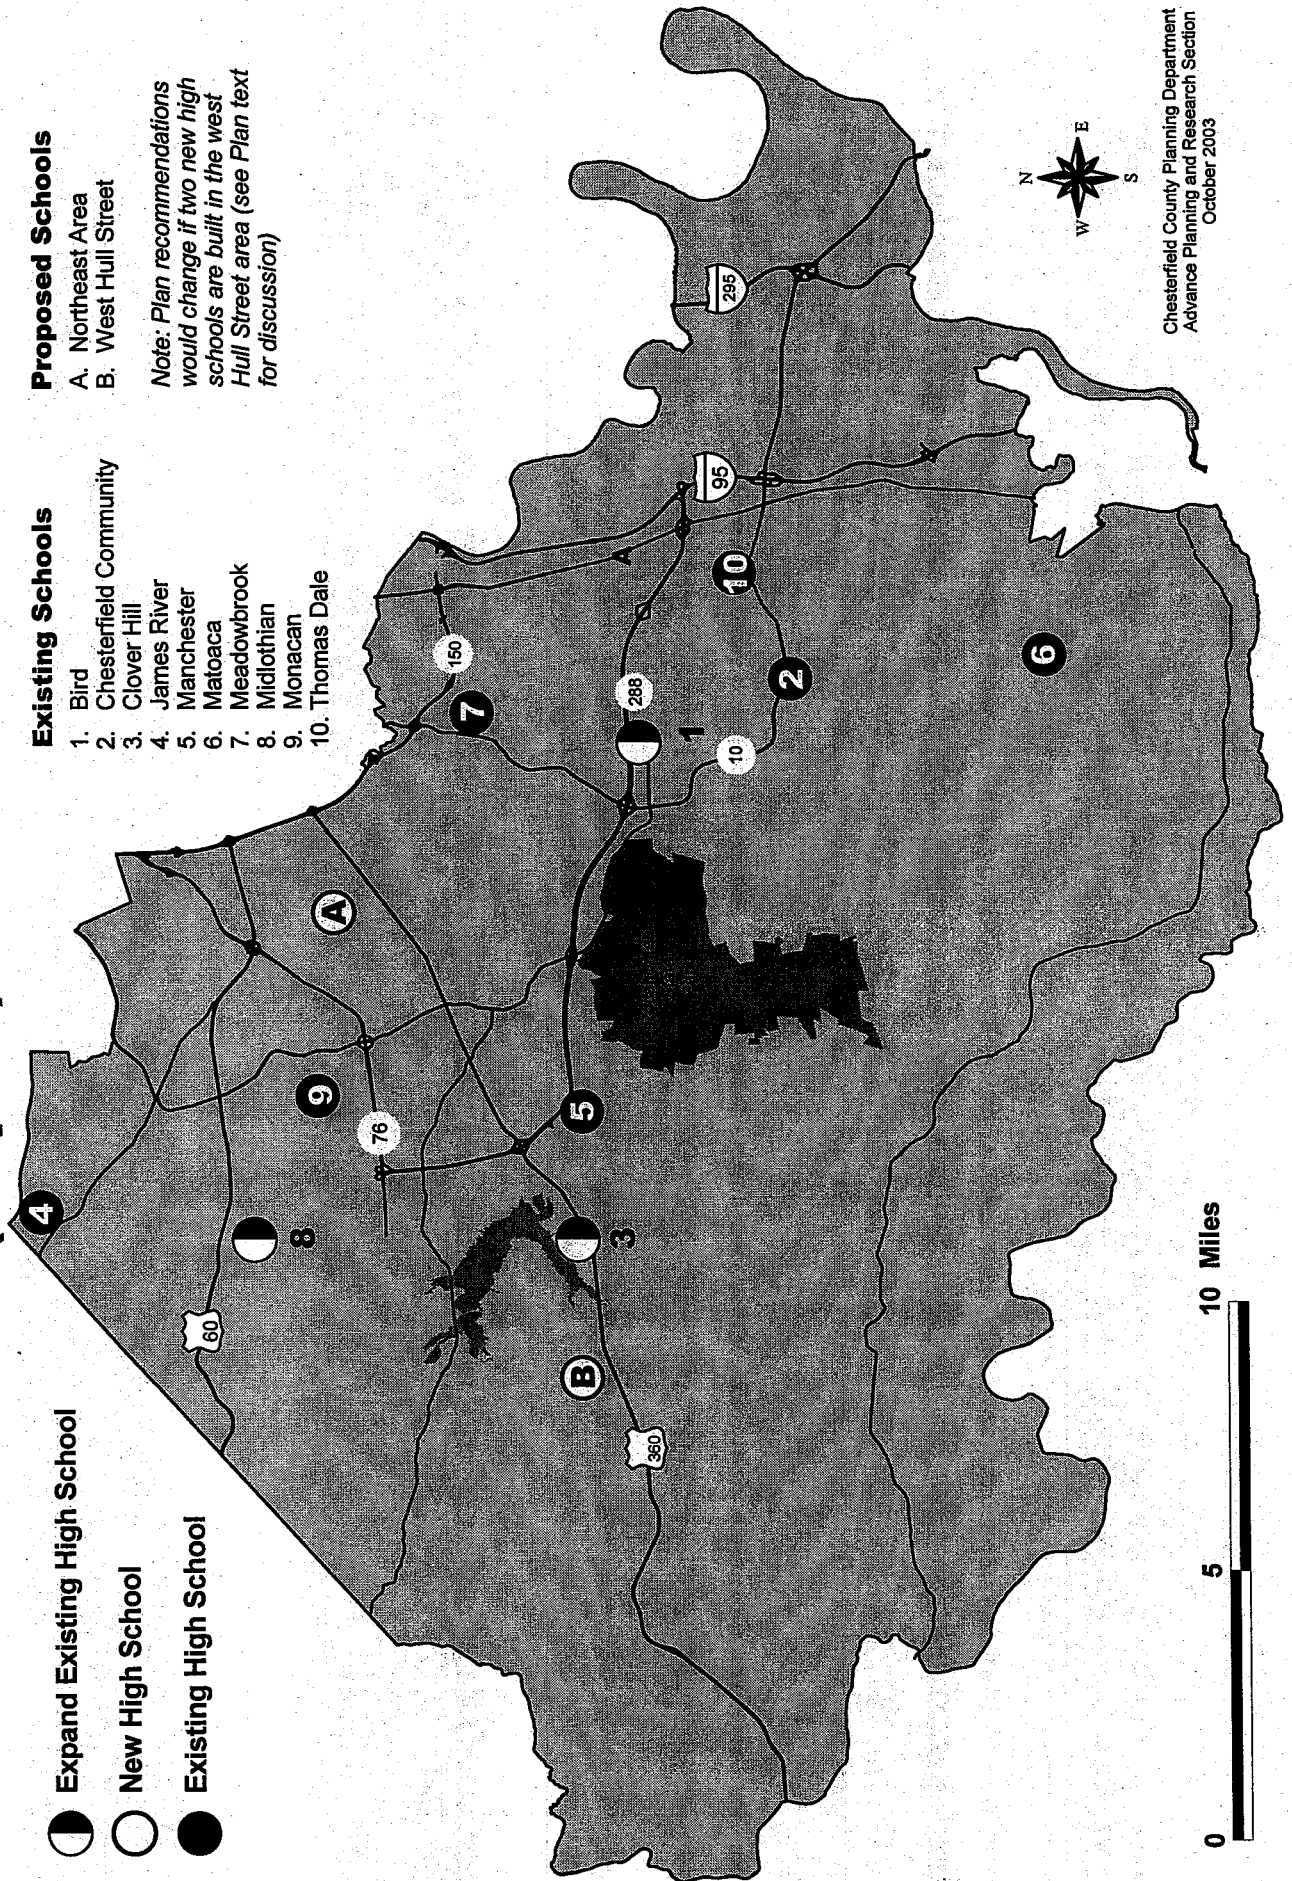 Expand Existing High School
New High School
Existing High School
Existing Schools
1. Bird
2. Chesterfield Community
3. Clover Hill
4. James River
5. Manchester
6. Matoaca
7. Meadowbrook
8. Midlothian
9. Monacan
10. Thomas Dale
Proposed Schools
A. Northeast Area
B. West Hull Street
Note: Plan recommendations
would change if two new high
schools are built in the west
Hull Street area (see Plan text
for discussion)
4
60
8
9
76
A
150
7
5
3
B
360
288
1
10
2
10
95
295
6
N
W
E
S
0
5
10 Miles
Chesterfield County Planning Department
Advance Planning and Research Section
October 2003